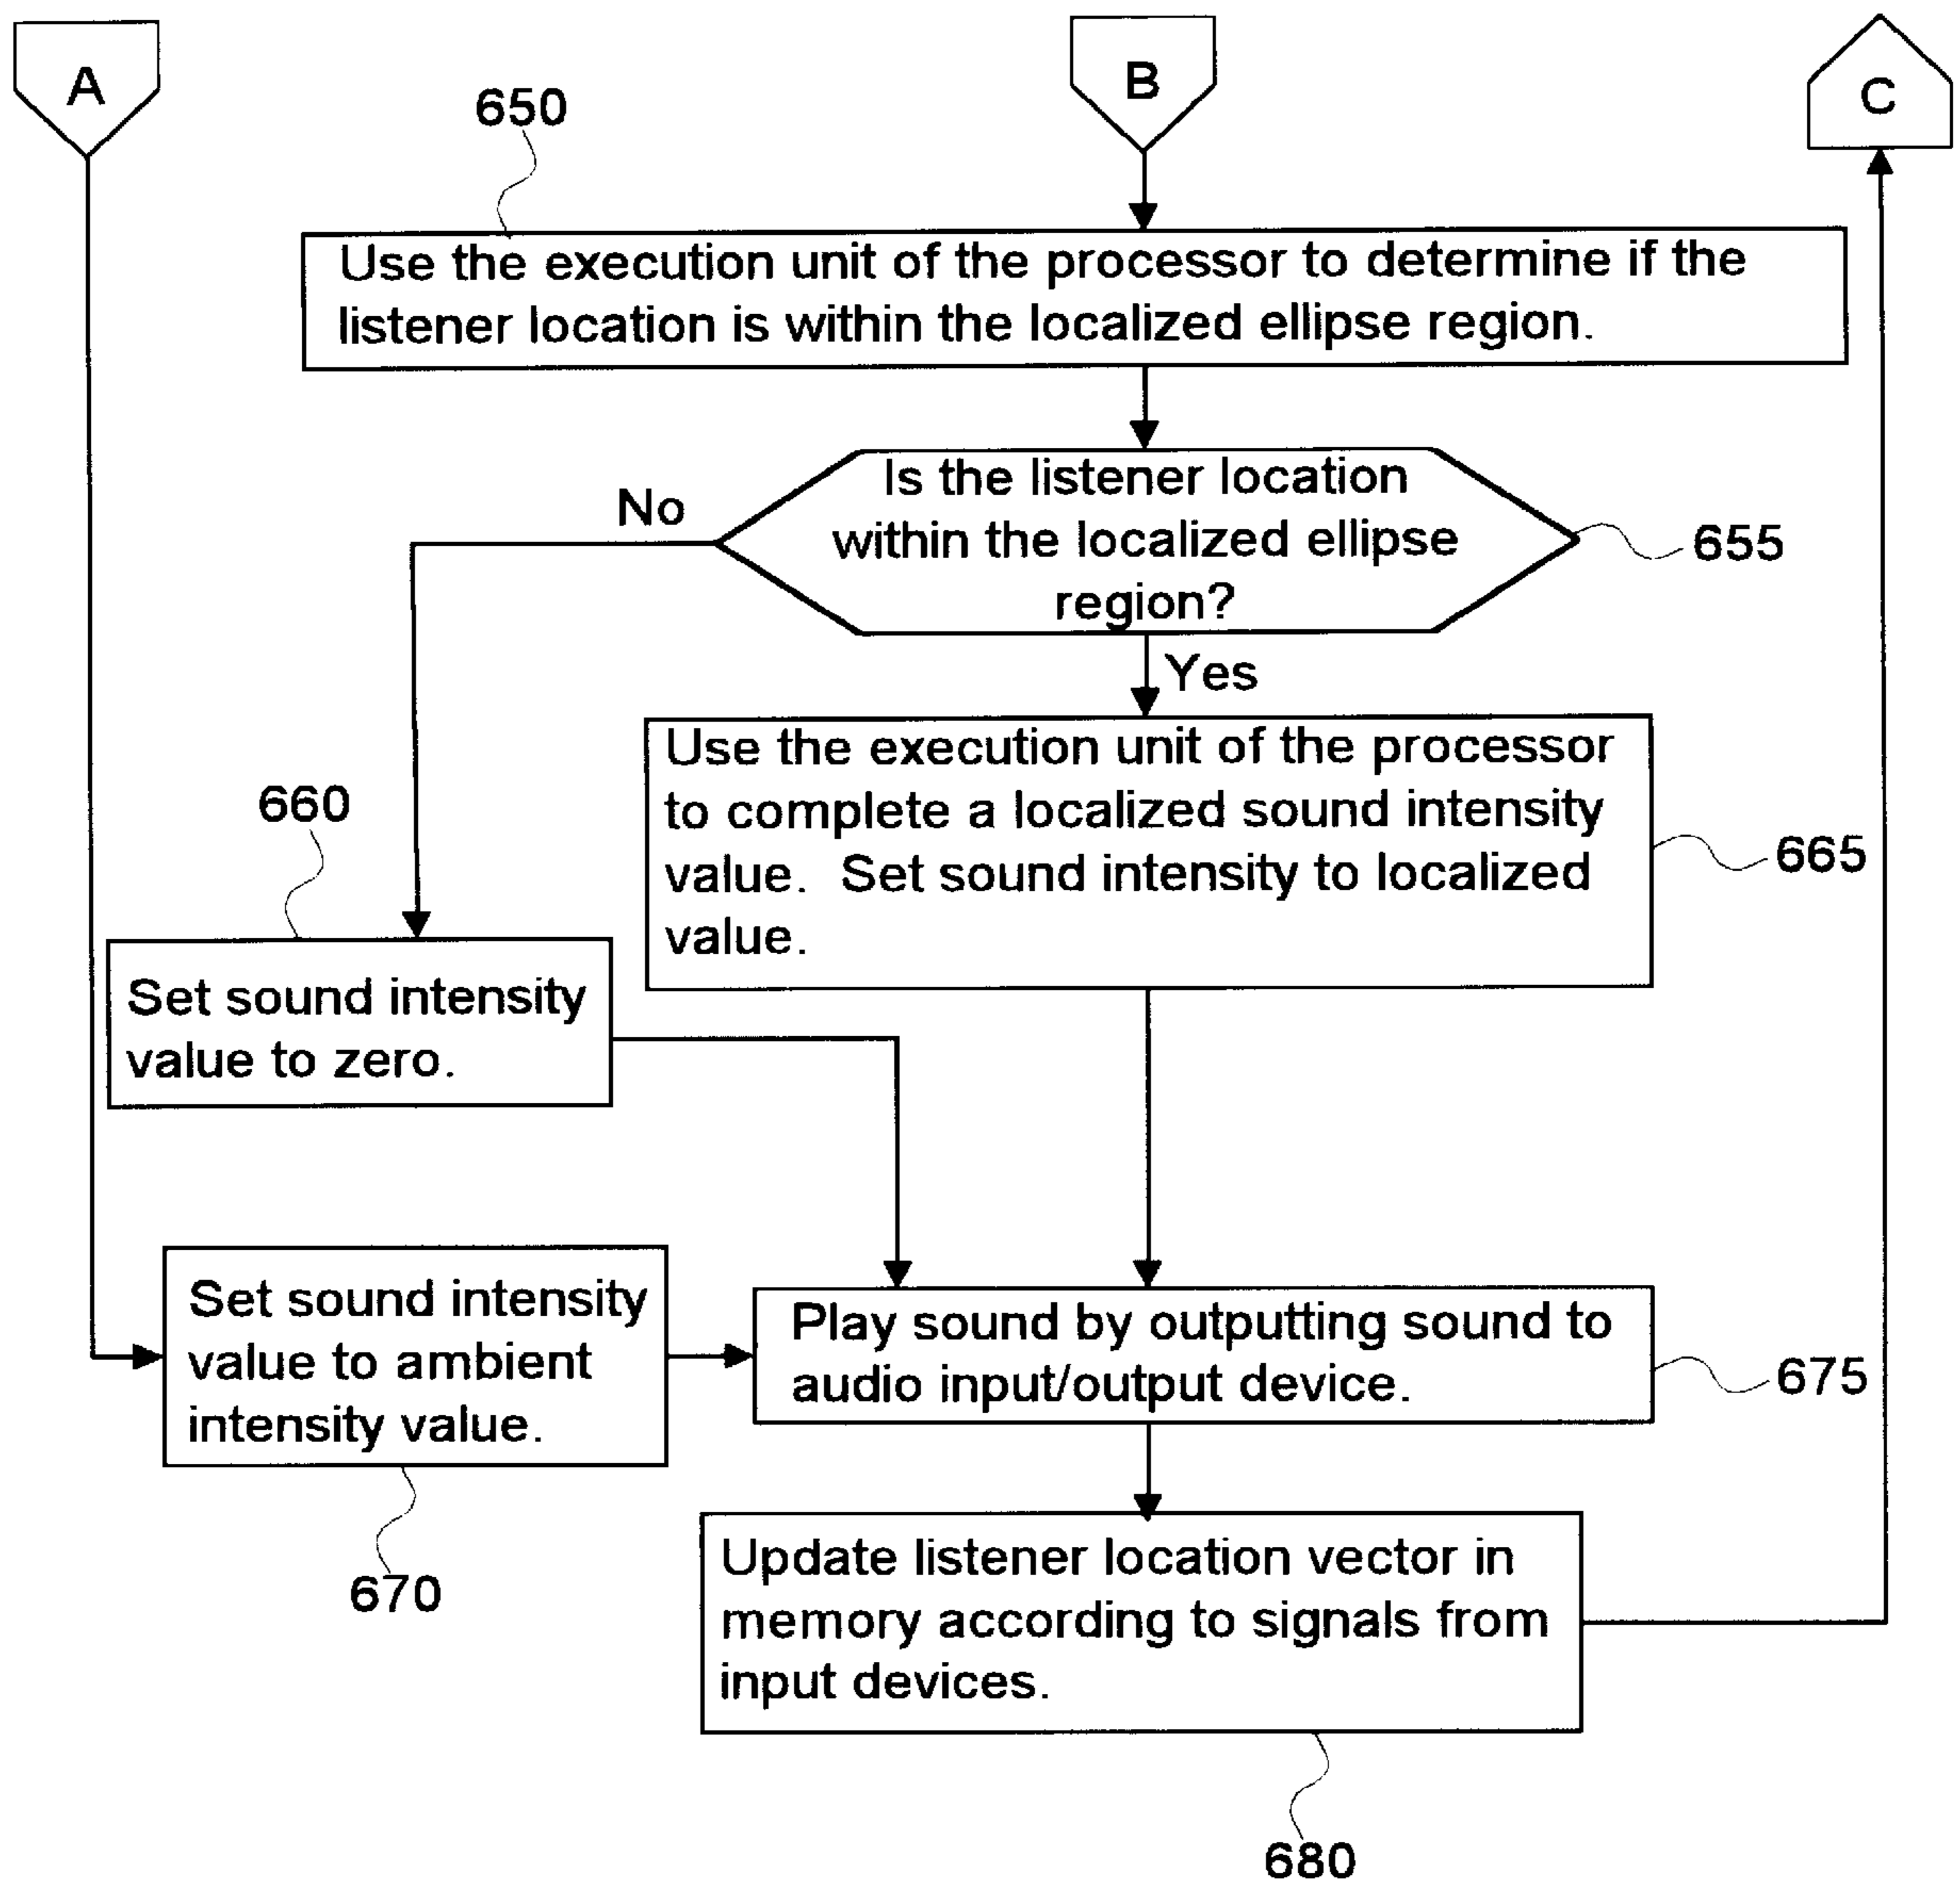 A
B
C
650
Use the execution unit of the processor to determine if the
listener location is within the localized ellipse region.
Is the listener location
within the localized ellipse
region?
655
No
Yes
Use the execution unit of the processor
to complete a localized sound intensity
value. Set sound intensity to localized
value.
665
660
Set sound intensity
value to zero.
Set sound intensity
value to ambient
intensity value.
670
Play sound by outputting sound to
audio input/output device.
675
Update listener location vector in
memory according to signals from
input devices.
680